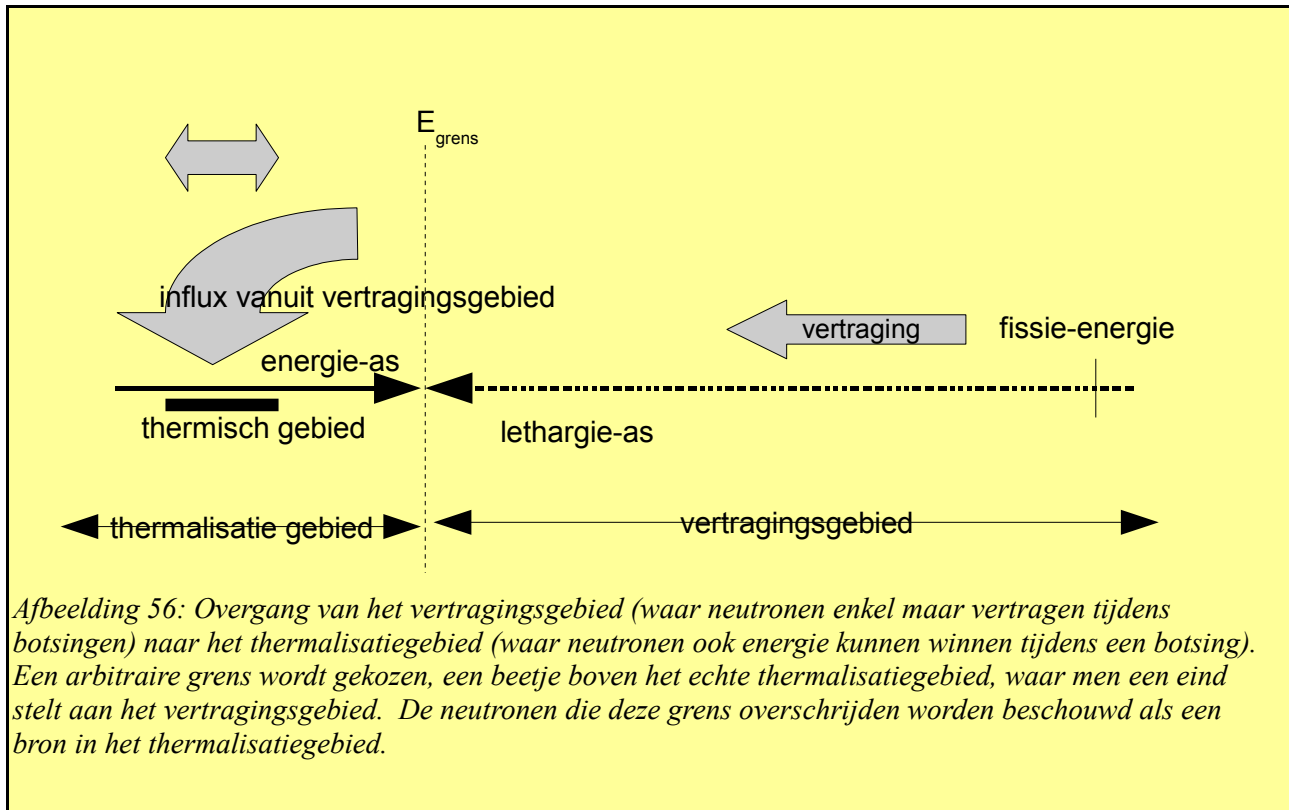 E_grens
influx vanuit vertragingsgebied
vertraging
fissie-energie
energie-as
thermisch gebied
lethargie-as
thermalisatie gebied
vertragingsgebied
Afbeelding 56: Overgang van het vertragingsgebied (waar neutronen enkel maar vertragen tijdens
botsingen) naar het thermalisatiegebied (waar neutronen ook energie kunnen winnen tijdens een botsing).
Een arbitraire grens wordt gekozen, een beetje boven het echte thermalisatiegebied, waar men een eind
stelt aan het vertragingsgebied. De neutronen die deze grens overschrijden worden beschouwd als een
bron in het thermalisatiegebied.